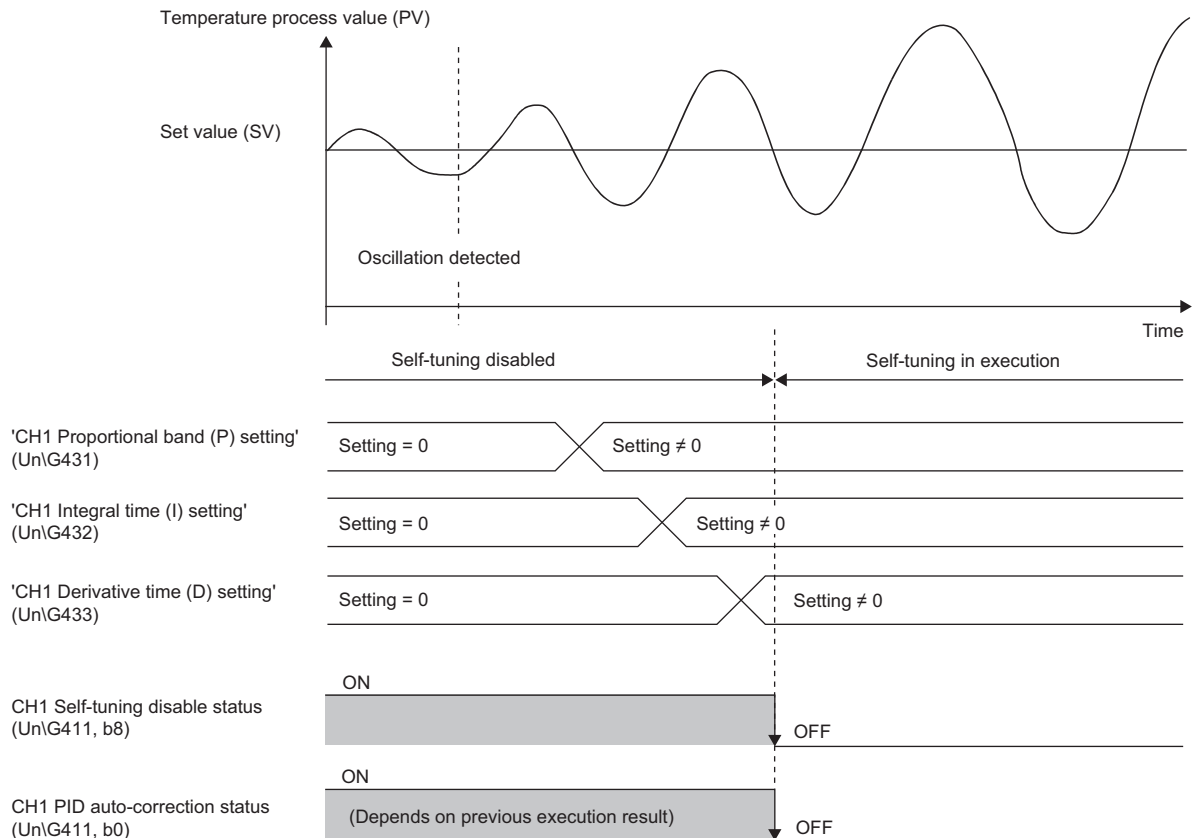 Temperature process value (PV)
Set value (SV)
Oscillation detected
Time
Self-tuning disabled
Self-tuning in execution
'CH1 Proportional band (P) setting'
(Un\G431)
Setting = 0
Setting ≠ 0
'CH1 Integral time (I) setting'
(Un\G432)
Setting = 0
Setting ≠ 0
'CH1 Derivative time (D) setting'
(Un\G433)
Setting = 0
Setting ≠ 0
ON
CH1 Self-tuning disable status
(Un\G411, b8)
OFF
ON
CH1 PID auto-correction status
(Un\G411, b0)
(Depends on previous execution result)
OFF